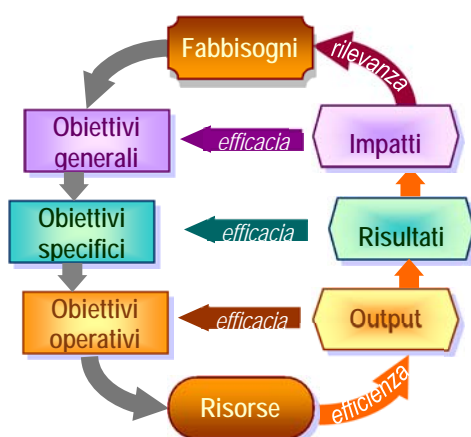 Fabbisogni
rilevanza
Obiettivi
generali
efficacia
Impatti
Obiettivi
specifici
efficacia
Risultati
Obiettivi
operativi
efficacia
Output
Risorse
efficienza